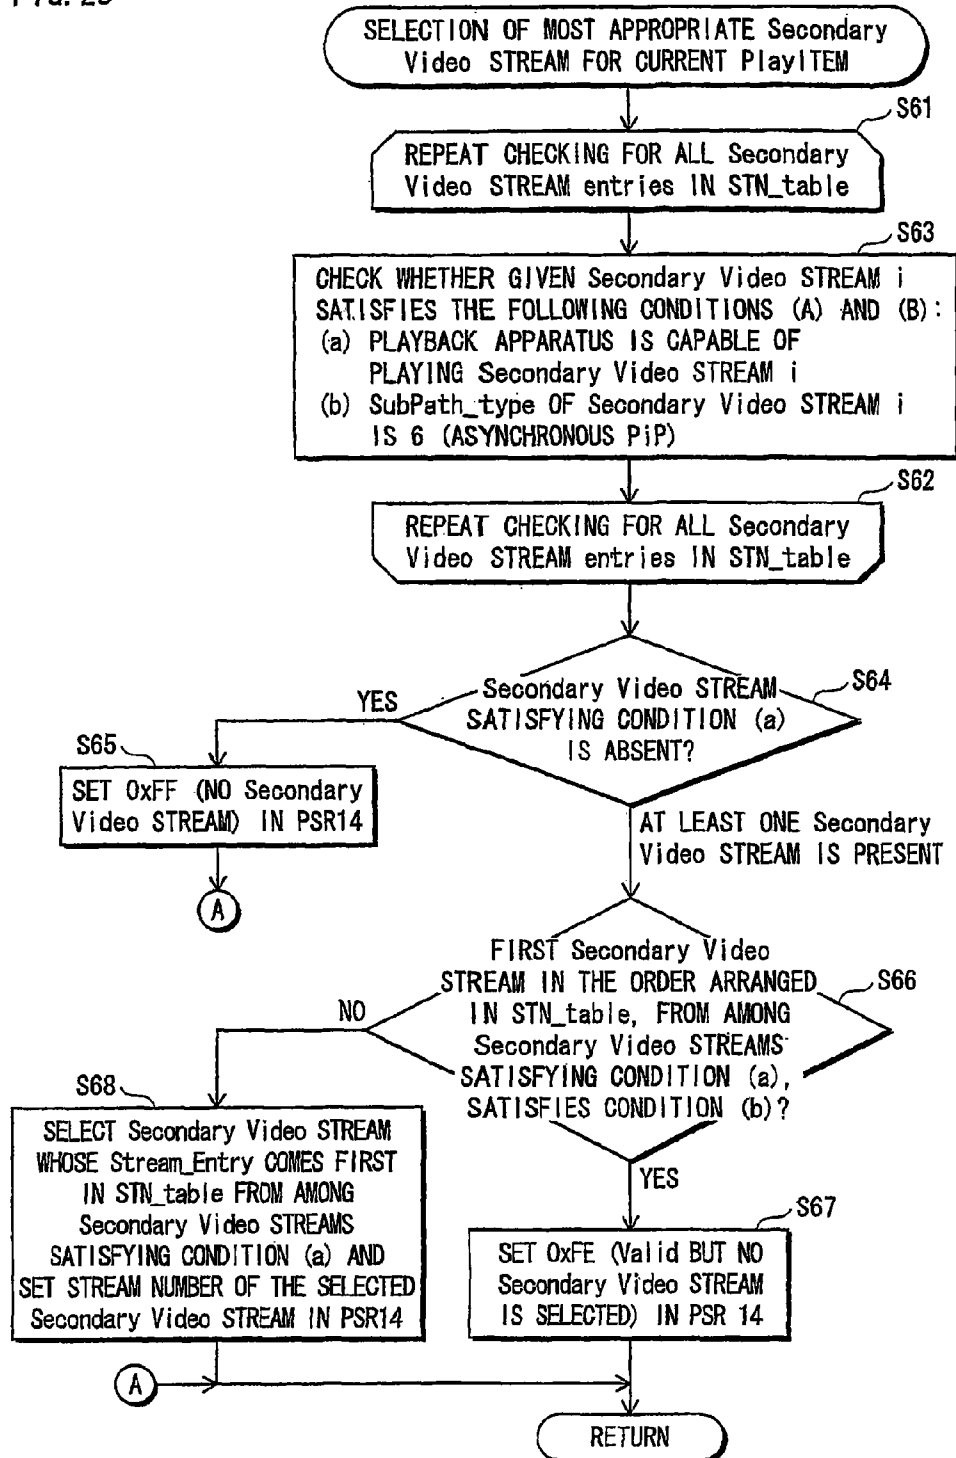 SELECTION OF MOST APPROPRIATE Secondary
Video STREAM FOR CURRENT PlayITEM
S61
REPEAT CHECKING FOR ALL Secondary
Video STREAM entries IN STN_table
S63
CHECK WHETHER GIVEN Secondary Video STREAM i
SATISFIES THE FOLLOWING CONDITIONS (A) AND (B):
(a) PLAYBACK APPARATUS IS CAPABLE OF
PLAYING Secondary Video STREAM i
(b) SubPath_type OF Secondary Video STREAM i
IS 6 (ASYNCHRONOUS PiP)
S62
REPEAT CHECKING FOR ALL Secondary
Video STREAM entries IN STN_table
S64
Secondary Video STREAM
SATISFYING CONDITION (a)
IS ABSENT?
YES
S65
SET 0xFF (NO Secondary
Video STREAM) IN PSR14
A
AT LEAST ONE Secondary
Video STREAM IS PRESENT
FIRST Secondary Video
STREAM IN THE ORDER ARRANGED
IN STN_table, FROM AMONG
Secondary Video STREAMS
SATISFYING CONDITION (a),
SATISFIES CONDITION (b)?
S66
NO
S68
SELECT Secondary Video STREAM
WHOSE Stream_Entry COMES FIRST
IN STN_table FROM AMONG
Secondary Video STREAMS
SATISFYING CONDITION (a) AND
SET STREAM NUMBER OF THE SELECTED
Secondary Video STREAM IN PSR14
YES
S67
SET 0xFE (Valid BUT NO
Secondary Video STREAM
IS SELECTED) IN PSR 14
A
RETURN